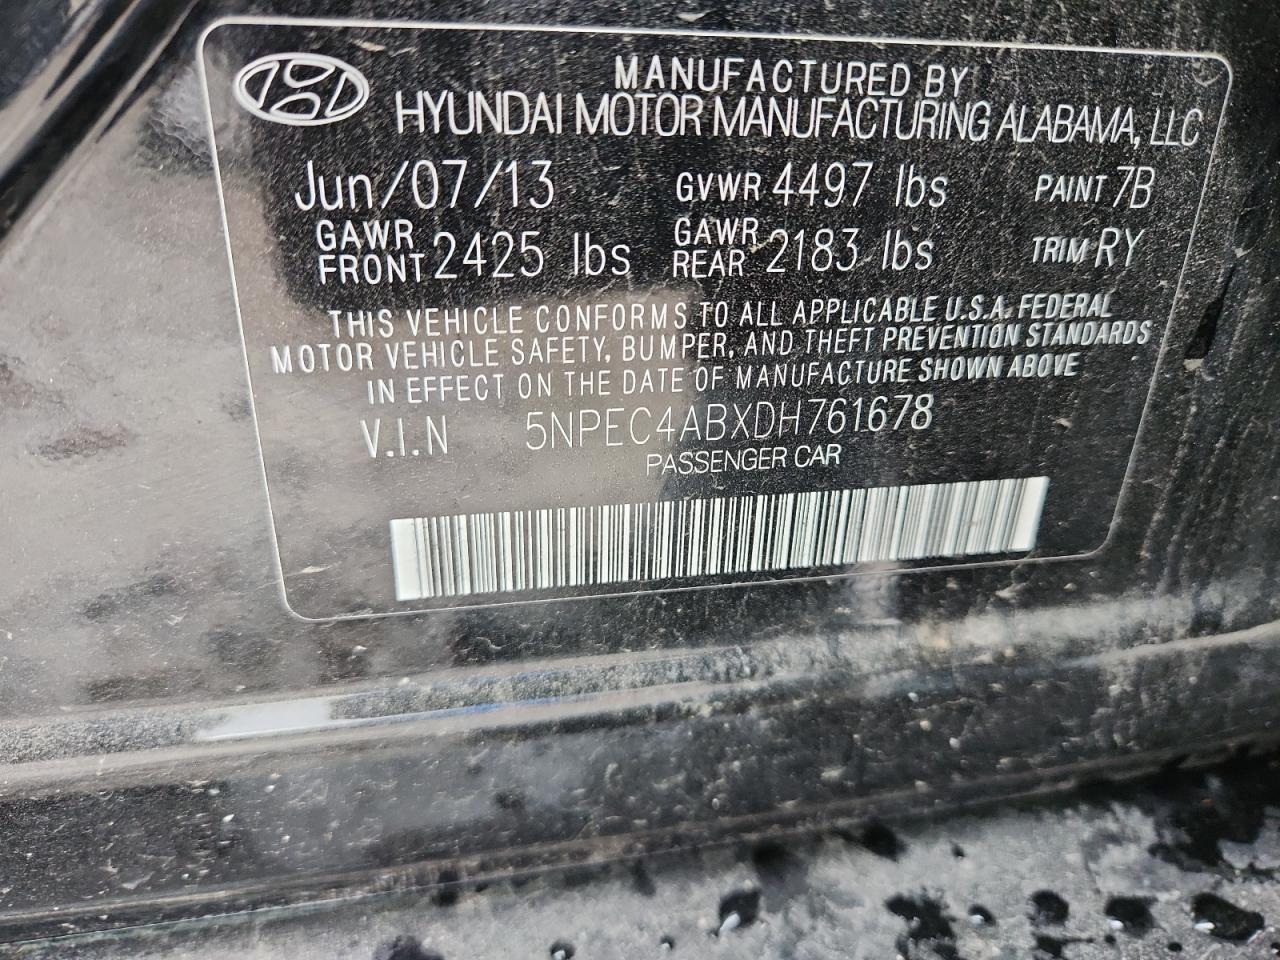 MANUFACTURED BY
HYUNDAI MOTOR MANUFACTURING ALABAMA, LLC
Jun/07/13 GVWR 4497 lbs PAINT 7B
GAWR FRONT 2425 lbs GAWR REAR 2183 lbs TRIM RY
THIS VEHICLE CONFORMS TO ALL APPLICABLE U.S.A. FEDERAL
MOTOR VEHICLE SAFETY, BUMPER, AND THEFT PREVENTION STANDARDS
IN EFFECT ON THE DATE OF MANUFACTURE SHOWN ABOVE
V.I.N 5NPEC4ABXDH761678
PASSENGER CAR